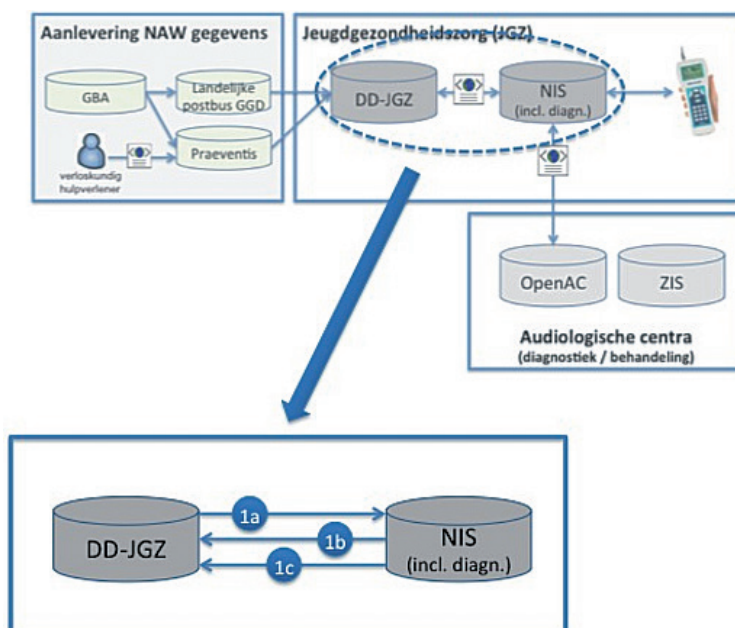 Aanlevering NAW gegevens
GBA
Landelijke
postbus GGD
Praeventis
verloskundig
hulpverlener
Jeugdgezondheidszorg (JGZ)
DD-JGZ
NIS
(incl. diagn.)
OpenAC
ZIS
Audiologische centra
(diagnostiek / behandeling)
DD-JGZ
1a
1b
1c
NIS
(incl. diagn.)